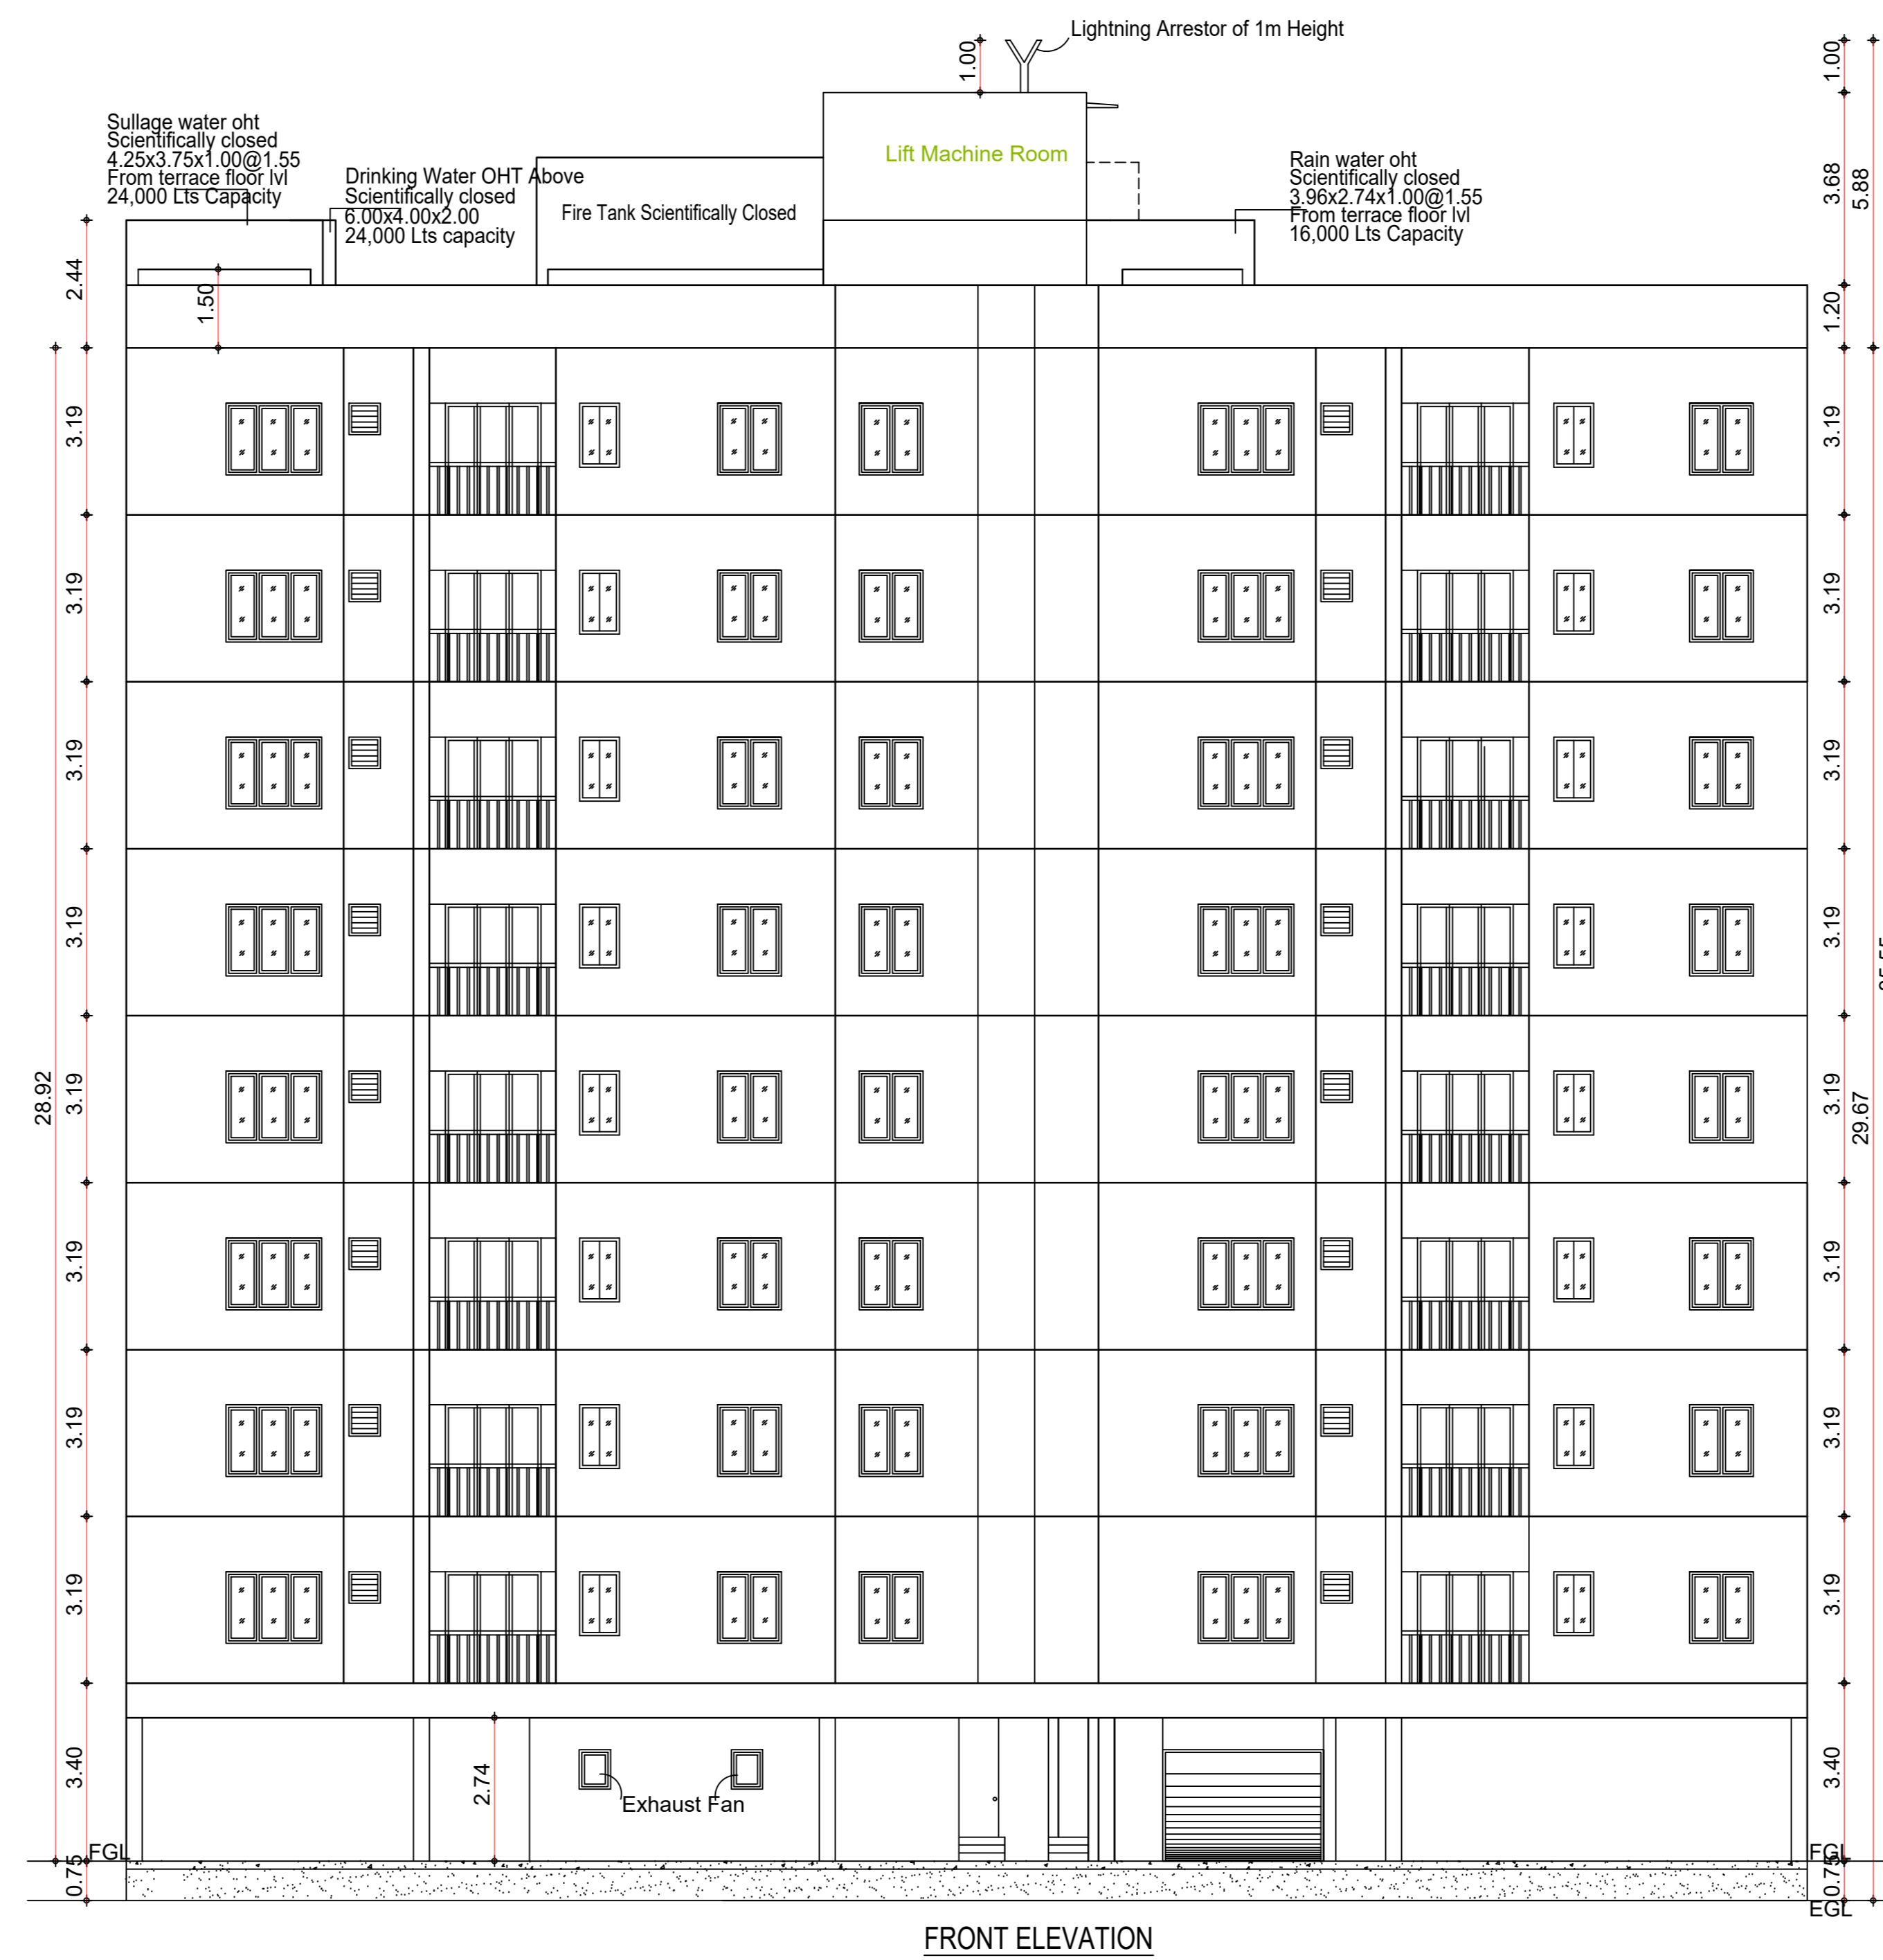 Lightning Arrestor of 1m Height
1.00
1.00
Sullage water oht
Scientifically closed
4.25x3.75x1.00@1.55
From terrace floor lvl
24,000 Lts Capacity
Drinking Water OHT Above
Scientifically closed
6.00x4.00x2.00
24,000 Lts capacity
Fire Tank Scientifically Closed
Lift Machine Room
Rain water oht
Scientifically closed
3.96x2.74x1.00@1.55
From terrace floor lvl
16,000 Lts Capacity
3.68
5.88
2.44
1.50
1.20
3.19
3.19
3.19
3.19
3.19
3.19
3.19
3.19
3.19
3.19
28.92
3.19
3.19
29.67
3.19
3.19
3.19
3.19
3.19
3.19
3.40
2.74
Exhaust Fan
3.40
FGL
FGL
0.75
0.75
EGL
FRONT ELEVATION